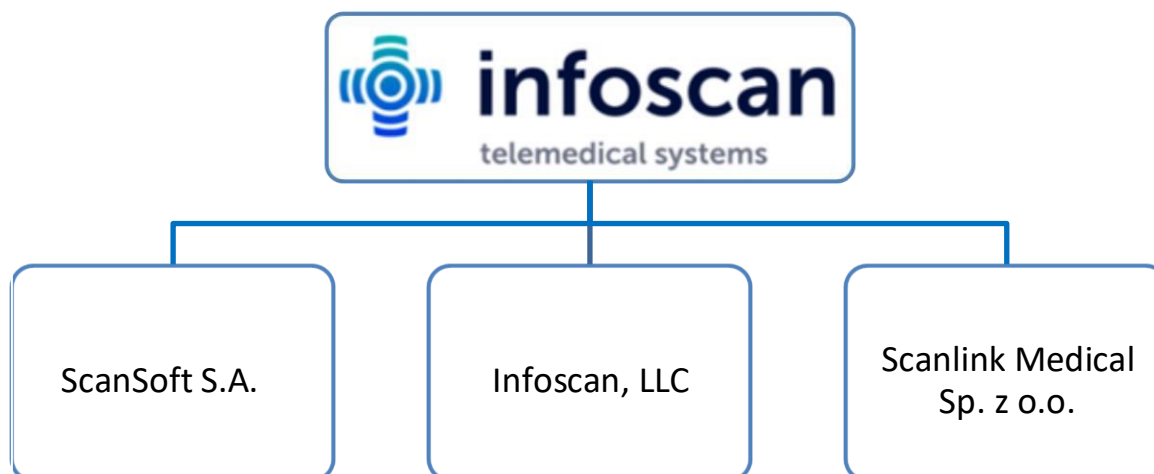 infoscan
telemedical systems
ScanSoft S.A.
Infoscan, LLC
Scanlink Medical
Sp. z o.o.